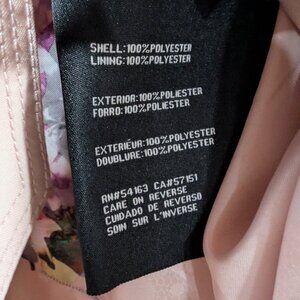 SHELL:100%POLYESTER
LINING:100%POLYESTER
EXTERIOR:100%POLIESTER
FORRO:100%POLIESTER
EXTERIÉUR:100%POLYESTER
DOUBLURE:100%POLYESTER
RN#54163 CA#57151
CARE ON REVERSE
CUIDADO DE REVERSO
SOIN SUR L'INVERSE